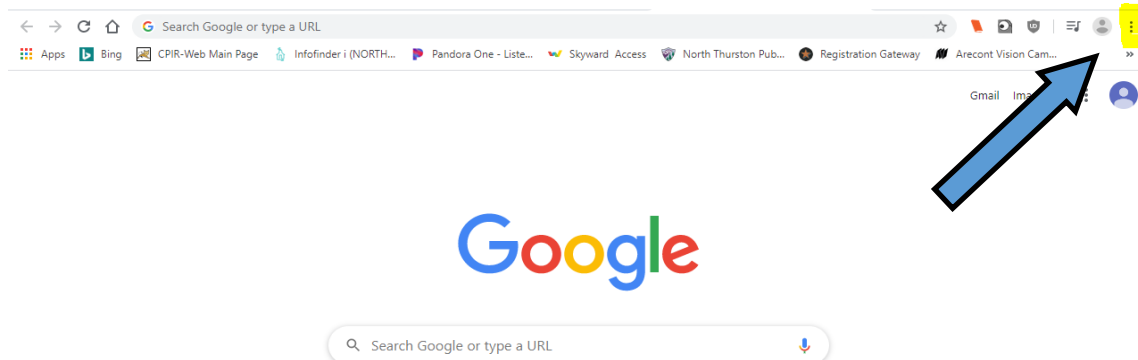 Search Google or type a URL
Apps Bing CPIR-Web Main Page Infofinder i (NORTH... Pandora One - Liste... Skyward Access North Thurston Pub... Registration Gateway Arecont Vision Cam... »
Gmail
Google
Search Google or type a URL